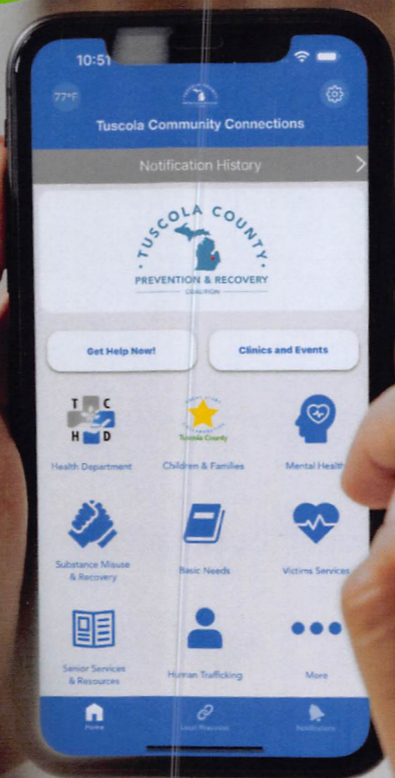 10:51
77°F
Tuscola Community Connections
Notification History
TUSCOLA COUNTY
PREVENTION & RECOVERY
COALITION
Get Help Now!
Clinics and Events
T C
H D
Tuscola County
Health Department
Children & Families
Mental Health
Substance Misuse
& Recovery
Basic Needs
Victims Services
Senior Services
& Resources
Human Trafficking
More
Home
Local Resources
Notifications